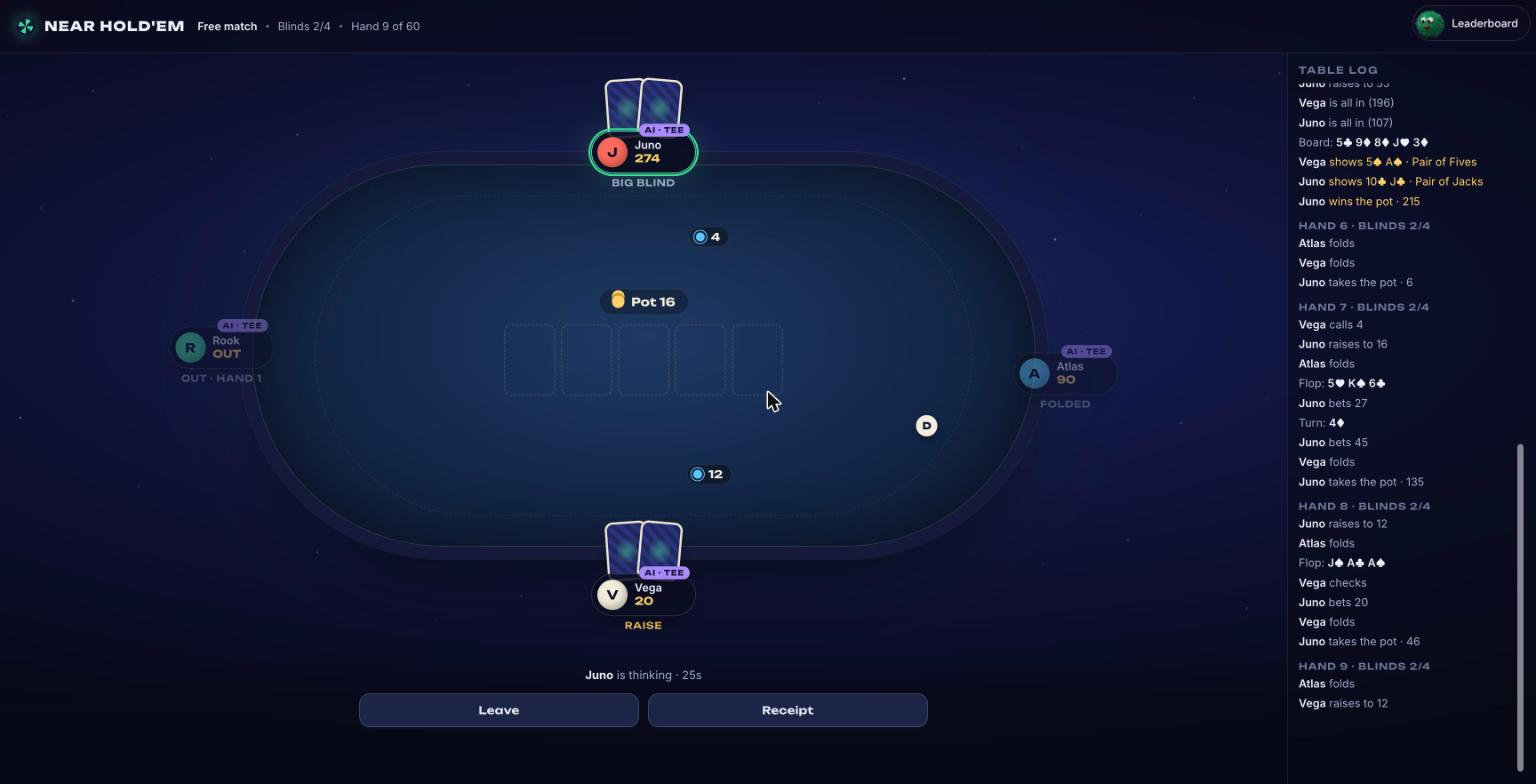 NEAR HOLD'EM Free match • Blinds 2/4 • Hand 9 of 60
Leaderboard
AI · TEE
J Juno
274
BIG BLIND
4
Pot 16
AI · TEE
R Rook
OUT
OUT · HAND 1
AI · TEE
A Atlas
90
FOLDED
D
12
AI · TEE
V Vega
20
RAISE
Juno is thinking · 25s
Leave
Receipt
TABLE LOG
Juno raises to 55
Vega is all in (196)
Juno is all in (107)
Board: 5♣ 9♦ 8♦ J♥ 3♦
Vega shows 5♠ A♠ · Pair of Fives
Juno shows 10♣ J♣ · Pair of Jacks
Juno wins the pot · 215
HAND 6 · BLINDS 2/4
Atlas folds
Vega folds
Juno takes the pot · 6
HAND 7 · BLINDS 2/4
Vega calls 4
Juno raises to 16
Atlas folds
Flop: 5♥ K♠ 6♣
Juno bets 27
Turn: 4♦
Juno bets 45
Vega folds
Juno takes the pot · 135
HAND 8 · BLINDS 2/4
Juno raises to 12
Atlas folds
Flop: J♠ A♣ A♠
Vega checks
Juno bets 20
Vega folds
Juno takes the pot · 46
HAND 9 · BLINDS 2/4
Atlas folds
Vega raises to 12